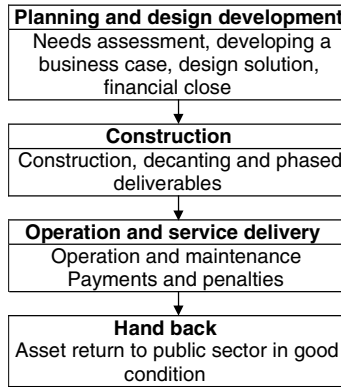 Planning and design development
Needs assessment, developing a
business case, design solution,
financial close
Construction
Construction, decanting and phased
deliverables
Operation and service delivery
Operation and maintenance
Payments and penalties
Hand back
Asset return to public sector in good
condition